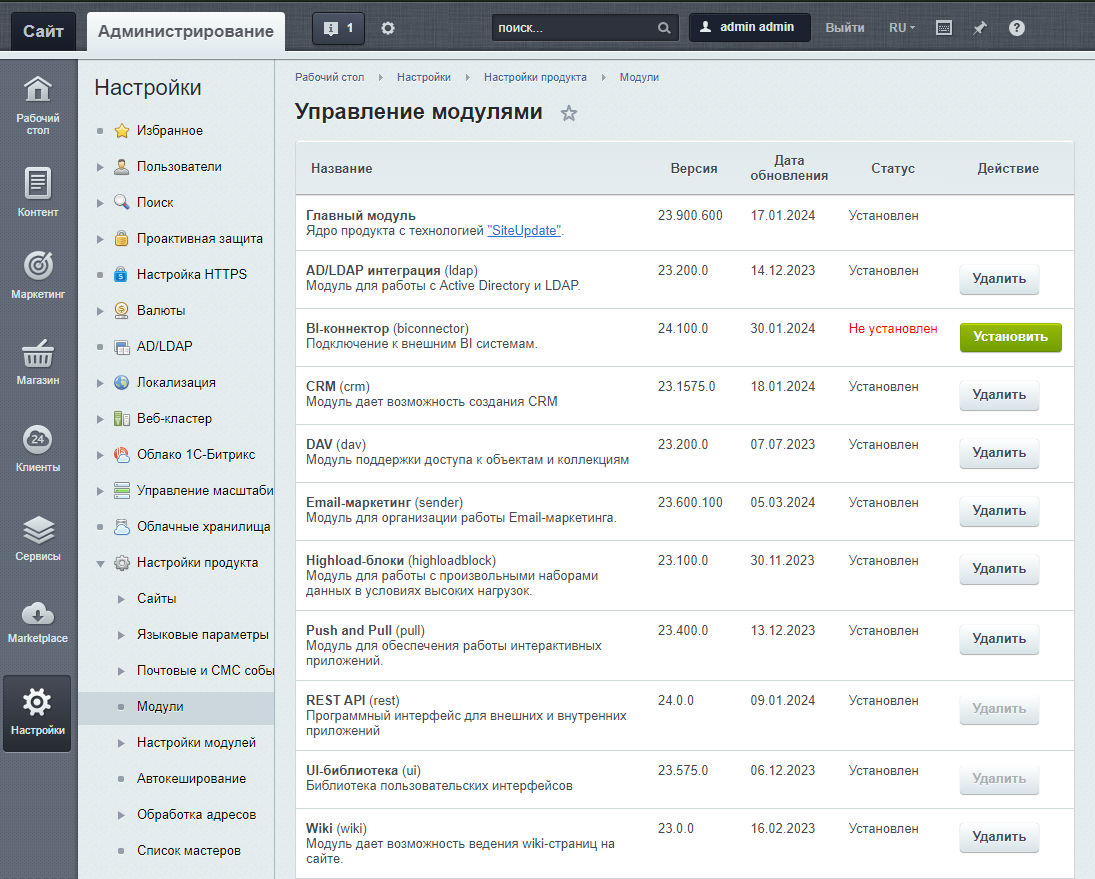 Сайт
Администрирование
1
поиск...
admin admin
Выйти
RU
?
Рабочий стол
Контент
Маркетинг
Магазин
24
Клиенты
Сервисы
Marketplace
Настройки
Настройки
Избранное
Пользователи
Поиск
Проактивная защита
Настройка HTTPS
Валюты
AD/LDAP
Локализация
Веб-кластер
Облако 1С-Битрикс
Управление масштаби
Облачные хранилища
Настройки продукта
Сайты
Языковые параметры
Почтовые и СМС собы
Модули
Настройки модулей
Автокеширование
Обработка адресов
Список мастеров
Рабочий стол Настройки Настройки продукта Модули
Управление модулями
Название Версия Дата обновления Статус Действие
Главный модуль 23.900.600 17.01.2024 Установлен
Ядро продукта с технологией "SiteUpdate".
AD/LDAP интеграция (ldap) 23.200.0 14.12.2023 Установлен Удалить
Модуль для работы с Active Directory и LDAP.
BI-коннектор (biconnector) 24.100.0 30.01.2024 Не установлен Установить
Подключение к внешним BI системам.
CRM (crm) 23.1575.0 18.01.2024 Установлен Удалить
Модуль дает возможность создания CRM
DAV (dav) 23.200.0 07.07.2023 Установлен Удалить
Модуль поддержки доступа к объектам и коллекциям
Email-маркетинг (sender) 23.600.100 05.03.2024 Установлен Удалить
Модуль для организации работы Email-маркетинга.
Highload-блоки (highloadblock) 23.100.0 30.11.2023 Установлен Удалить
Модуль для работы с произвольными наборами
данных в условиях высоких нагрузок.
Push and Pull (pull) 23.400.0 13.12.2023 Установлен Удалить
Модуль для обеспечения работы интерактивных
приложений.
REST API (rest) 24.0.0 09.01.2024 Установлен Удалить
Программный интерфейс для внешних и внутренних
приложений
UI-библиотека (ui) 23.575.0 06.12.2023 Установлен Удалить
Библиотека пользовательских интерфейсов
Wiki (wiki) 23.0.0 16.02.2023 Установлен Удалить
Модуль дает возможность ведения wiki-страниц на
сайте.